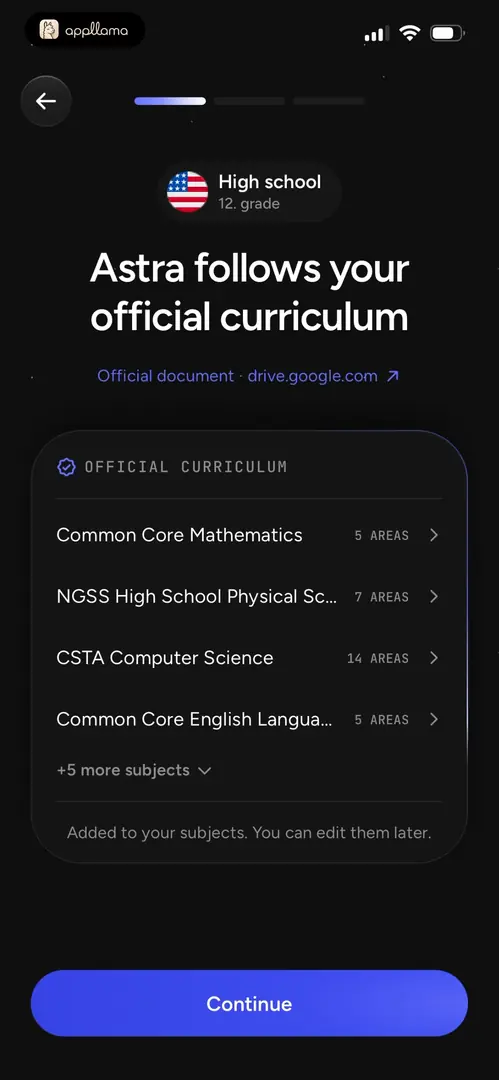 appllama
High school
12. grade
Astra follows your
official curriculum
Official document · drive.google.com
OFFICIAL CURRICULUM
Common Core Mathematics 5 AREAS
NGSS High School Physical Sc... 7 AREAS
CSTA Computer Science 14 AREAS
Common Core English Langua... 5 AREAS
+5 more subjects
Added to your subjects. You can edit them later.
Continue